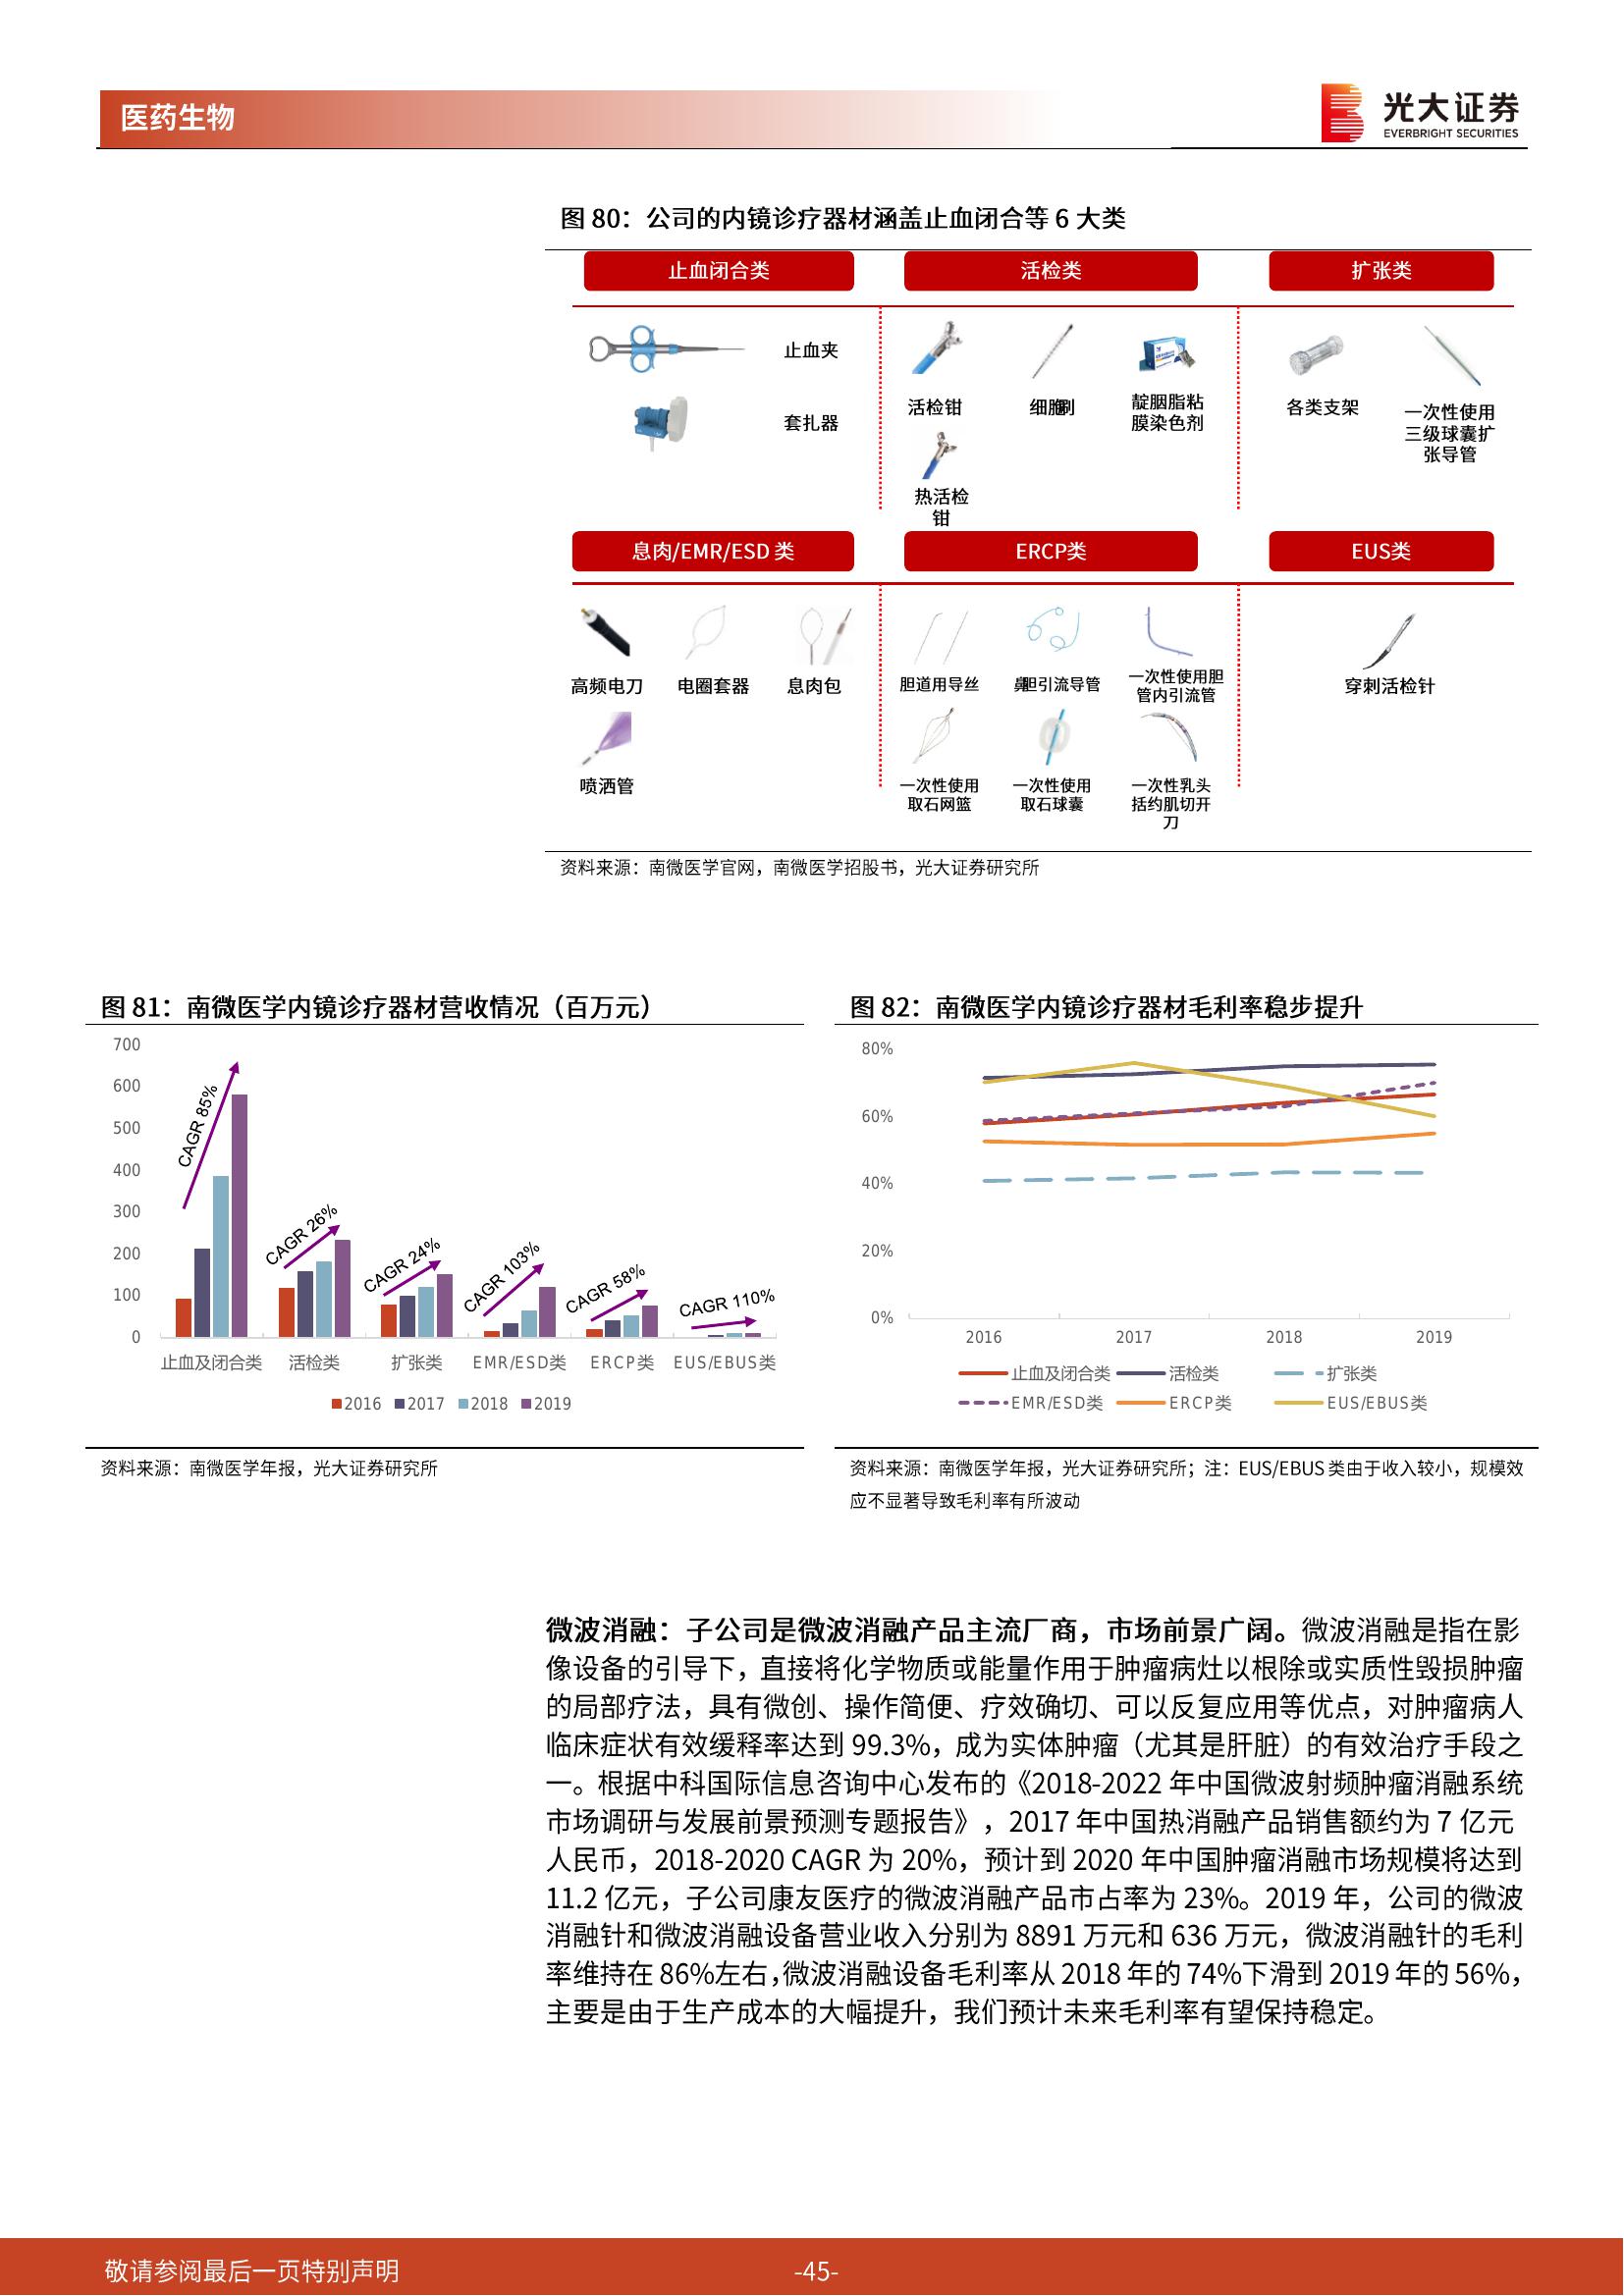 医药生物
光大证券
EVERBRIGHT SECURITIES
图 80：公司的内镜诊疗器材涵盖止血闭合等 6 大类
止血闭合类
活检类
扩张类
止血夹
套扎器
活检钳
细胞刷
靛胭脂粘
膜染色剂
热活检
钳
各类支架
一次性使用
三级球囊扩
张导管
息肉/EMR/ESD 类
ERCP类
EUS类
高频电刀
电圈套器
息肉包
喷洒管
胆道用导丝
鼻胆引流导管
一次性使用胆
管内引流管
一次性使用
取石网篮
一次性使用
取石球囊
一次性乳头
括约肌切开
刀
穿刺活检针
资料来源：南微医学官网，南微医学招股书，光大证券研究所
图 81：南微医学内镜诊疗器材营收情况（百万元）
700
600
500
400
300
200
100
0
CAGR 85%
CAGR 26%
CAGR 24%
CAGR 103%
CAGR 58%
CAGR 110%
止血及闭合类 活检类 扩张类 EMR/ESD类 ERCP类 EUS/EBUS类
2016 2017 2018 2019
资料来源：南微医学年报，光大证券研究所
图 82：南微医学内镜诊疗器材毛利率稳步提升
80%
60%
40%
20%
0%
2016 2017 2018 2019
止血及闭合类 活检类 扩张类
EMR/ESD类 ERCP类 EUS/EBUS类
资料来源：南微医学年报，光大证券研究所；注：EUS/EBUS 类由于收入较小，规模效
应不显著导致毛利率有所波动
微波消融：子公司是微波消融产品主流厂商，市场前景广阔。微波消融是指在影
像设备的引导下，直接将化学物质或能量作用于肿瘤病灶以根除或实质性毁损肿瘤
的局部疗法，具有微创、操作简便、疗效确切、可以反复应用等优点，对肿瘤病人
临床症状有效缓释率达到 99.3%，成为实体肿瘤（尤其是肝脏）的有效治疗手段之
一。根据中科国际信息咨询中心发布的《2018-2022 年中国微波射频肿瘤消融系统
市场调研与发展前景预测专题报告》，2017 年中国热消融产品销售额约为 7 亿元
人民币，2018-2020 CAGR 为 20%，预计到 2020 年中国肿瘤消融市场规模将达到
11.2 亿元，子公司康友医疗的微波消融产品市占率为 23%。2019 年，公司的微波
消融针和微波消融设备营业收入分别为 8891 万元和 636 万元，微波消融针的毛利
率维持在 86%左右，微波消融设备毛利率从 2018 年的 74%下滑到 2019 年的 56%，
主要是由于生产成本的大幅提升，我们预计未来毛利率有望保持稳定。
敬请参阅最后一页特别声明
-45-